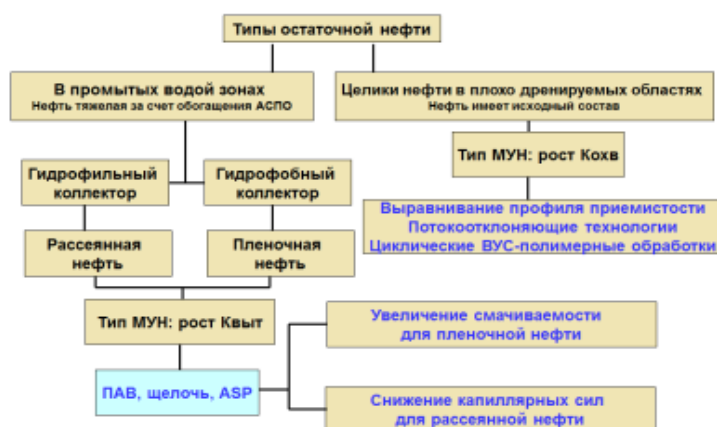 Типы остаточной нефти
В промытых водой зонах
Нефть тяжелая за счет обогащения АСПО
Целики нефти в плохо дренируемых областях
Нефть имеет исходный состав
Гидрофильный
коллектор
Гидрофобный
коллектор
Тип МУН: рост Кохв
Выравнивание профиля приемистости
Потокоотклоняющие технологии
Циклические ВУС-полимерные обработки
Рассеянная
нефть
Пленочная
нефть
Тип МУН: рост Квыт
ПАВ, щелочь, ASP
Увеличение смачиваемости
для пленочной нефти
Снижение капиллярных сил
для рассеянной нефти